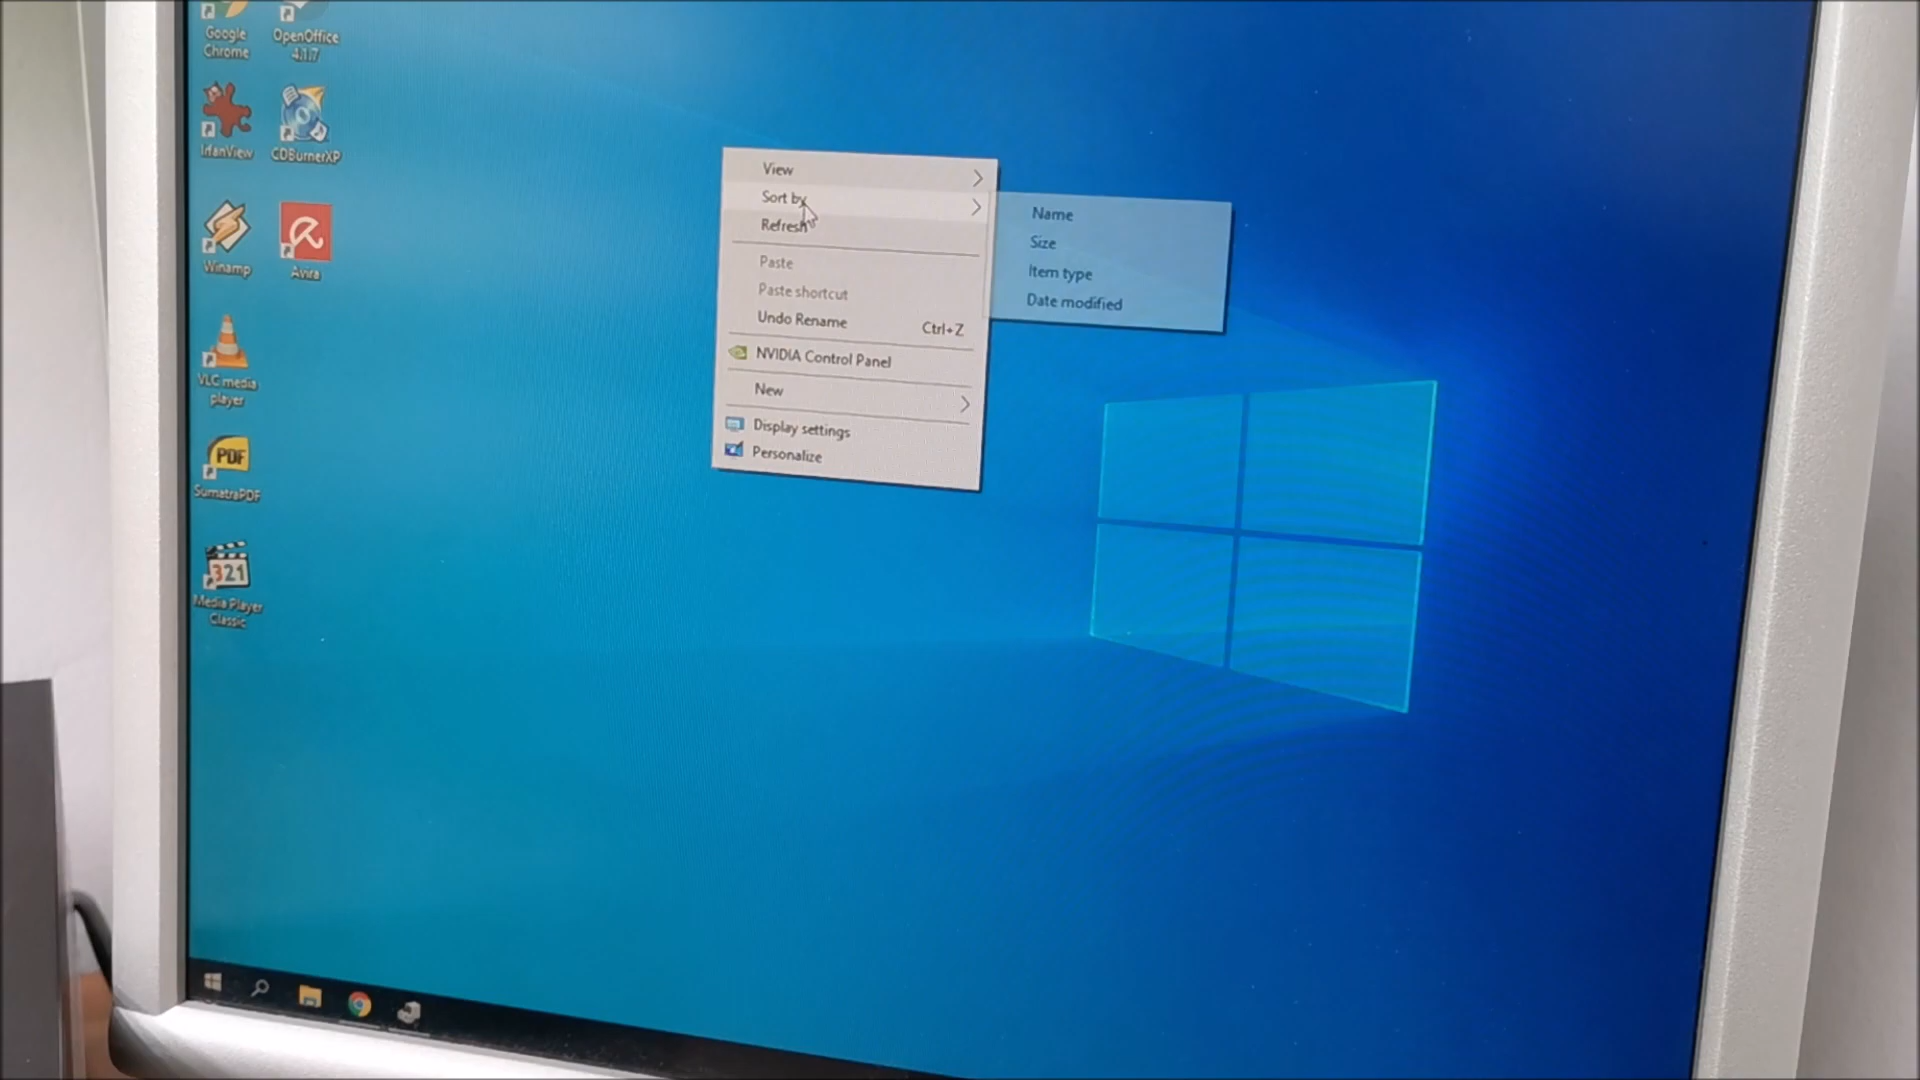 Google
Chrome
OpenOffice
4.1.7
IrfanView
CDBurnerXP
Winamp
Avira
VLC media
player
PDF
SumatraPDF
321
Media Player
Classic
View
Sort by
Refresh
Paste
Paste shortcut
Undo Rename Ctrl+Z
NVIDIA Control Panel
New
Display settings
Personalize
Name
Size
Item type
Date modified